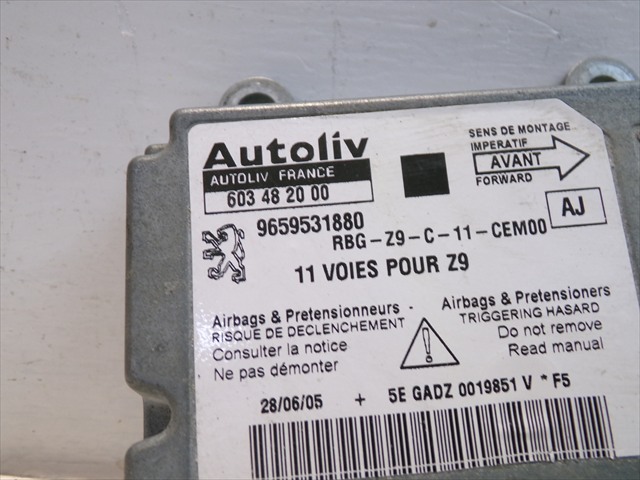 Autoliv
AUTOLIV FRANCE
603 48 20 00
SENS DE MONTAGE
IMPERATIF
AVANT
FORWARD
AJ
9659531880
RBG-Z9-C-11-CEM00
11 VOIES POUR Z9
Airbags & Pretensionneurs
RISQUE DE DECLENCHEMENT
Consulter la notice
Ne pas démonter
Airbags & Pretensioners
TRIGGERING HASARD
Do not remove
Read manual
28/06/05 + 5E GADZ 0019851 V * F5